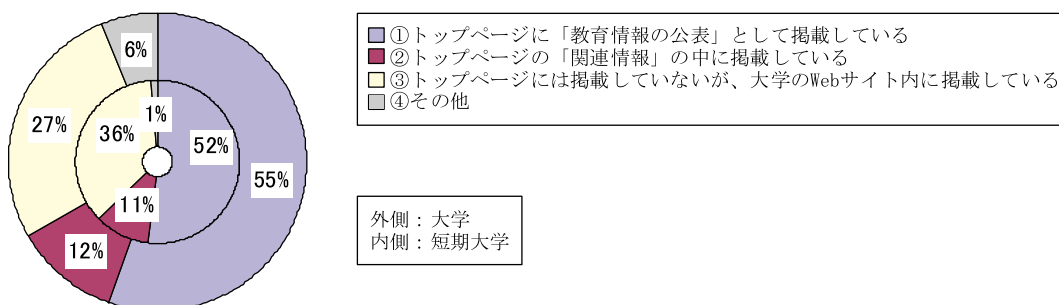 6%
27%
36%
1%
52%
55%
11%
12%
①トップページに「教育情報の公表」として掲載している
②トップページの「関連情報」の中に掲載している
③トップページには掲載していないが、大学のWebサイト内に掲載している
④その他
外側：大学
内側：短期大学